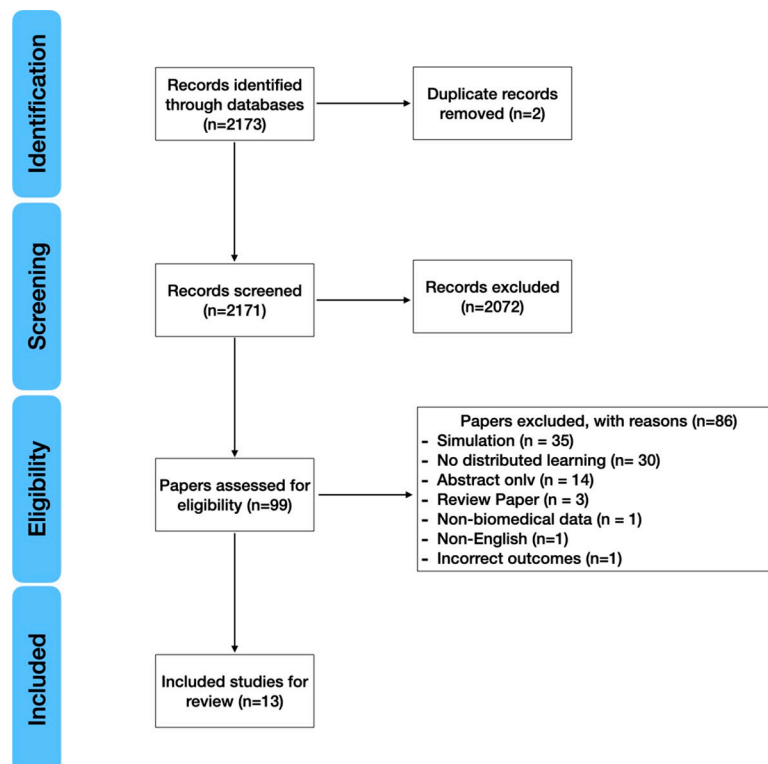 Identification
Records identified
through databases
(n=2173)
Duplicate records
removed (n=2)
Screening
Records screened
(n=2171)
Records excluded
(n=2072)
Eligibility
Papers assessed for
eligibility (n=99)
Papers excluded, with reasons (n=86)
- Simulation (n = 35)
- No distributed learning (n= 30)
- Abstract onlv (n = 14)
- Review Paper (n = 3)
- Non-biomedical data (n = 1)
- Non-English (n=1)
- Incorrect outcomes (n=1)
Included
Included studies for
review (n=13)